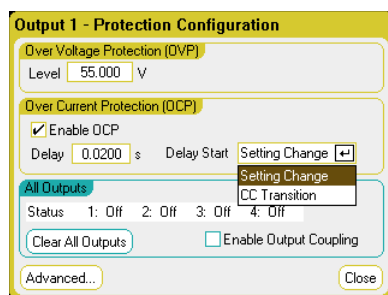 Output 1 - Protection Configuration
Over Voltage Protection (OVP)
Level 55.000 V
Over Current Protection (OCP)
Enable OCP
Delay 0.0200 s Delay Start Setting Change
Setting Change
CC Transition
All Outputs
Status 1: Off 2: Off 3: Off 4: Off
Clear All Outputs Enable Output Coupling
Advanced... Close